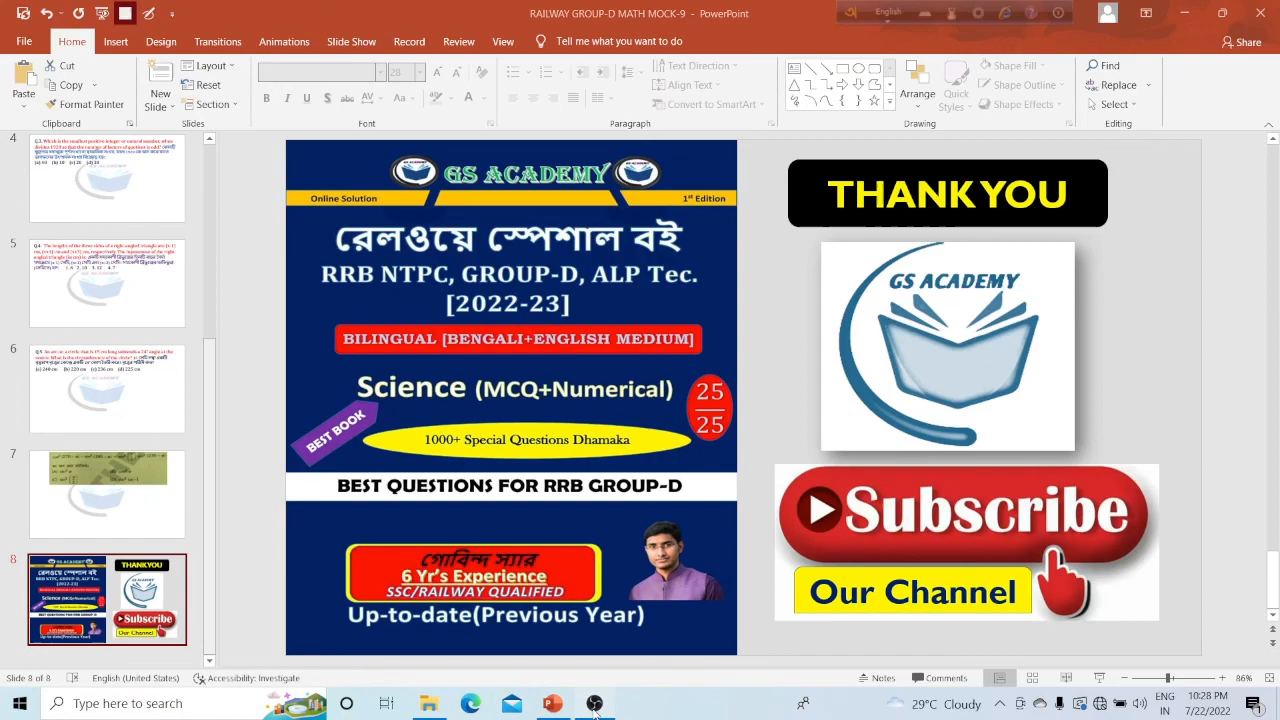 RAILWAY GROUP-D MATH MOCK-9 - PowerPoint
English
File Home Insert Design Transitions Animations Slide Show Record Review View Tell me what you want to do Share
Paste
Cut
Copy
Format Painter
New Slide
Layout
Reset
Section
28
Text Direction
Align Text
Convert to SmartArt
Arrange
Quick Styles
Shape Fill
Shape Outline
Shape Effects
Find
Replace
Select
Clipboard Slides Font Paragraph Drawing Editing
4
5
7
8
GS ACADEMY
Online Solution
1st Edition
রেলওয়ে স্পেশাল বই
RRB NTPC, GROUP-D, ALP Tec.
[2022-23]
BILINGUAL [BENGALI+ENGLISH MEDIUM]
Science (MCQ+Numerical)
25
25
BEST BOOK
1000+ Special Questions Dhamaka
BEST QUESTIONS FOR RRB GROUP-D
গোবিন্দ স্যার
6 Yr's Experience
SSC/RAILWAY QUALIFIED
Up-to-date(Previous Year)
THANK YOU
GS ACADEMY
Subscribe
Our Channel
Slide 8 of 8 English (India) Accessibility: Investigate Notes Comments 86%
Type here to search
29°C Cloudy ENG 10:28 PM
IN 7/22/2022